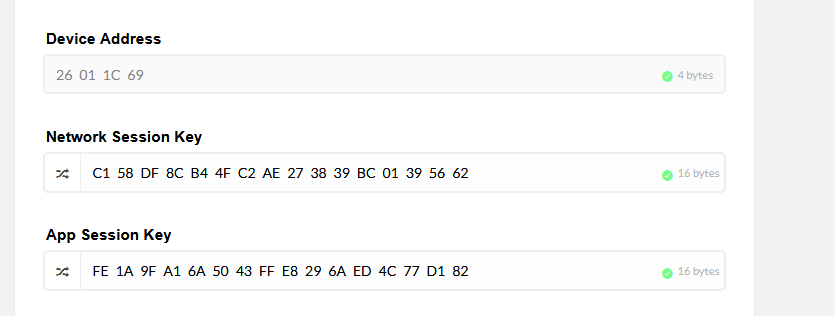 Device Address
26 01 1C 69
4 bytes
Network Session Key
C1 58 DF 8C B4 4F C2 AE 27 38 39 BC 01 39 56 62
16 bytes
App Session Key
FE 1A 9F A1 6A 50 43 FF E8 29 6A ED 4C 77 D1 82
16 bytes